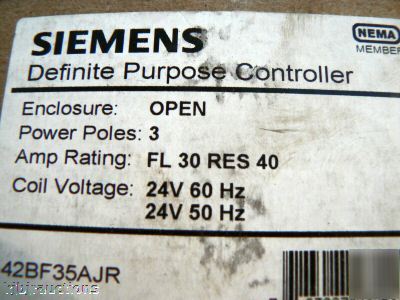 SIEMENS
NEMA
MEMBER
Definite Purpose Controller
Enclosure: OPEN
Power Poles: 3
Amp Rating: FL 30 RES 40
Coil Voltage: 24V 60 Hz
24V 50 Hz
42BF35AJR